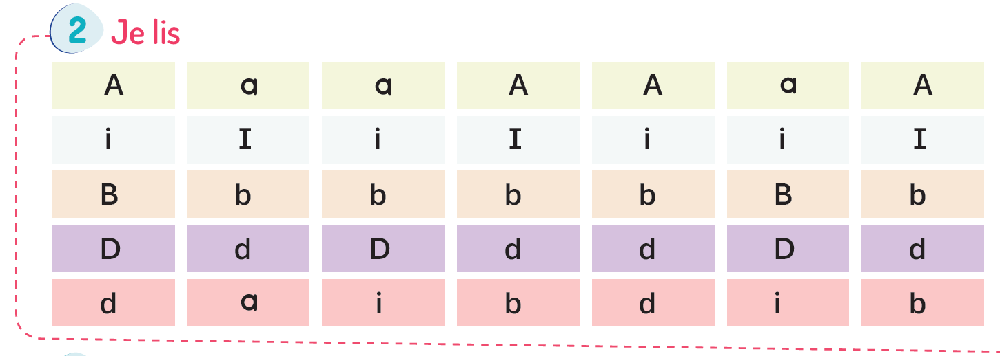 2 Je lis
A a a A A a A
i I i I i i I
B b b b b B b
D d D d d D d
d a i b d i b